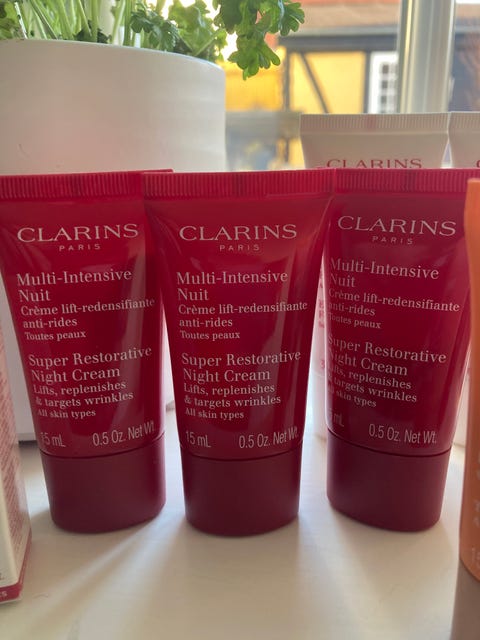 CLARINS
CLARINS
PARIS
Multi-Intensive
Nuit
Crème lift-redensifiante
anti-rides
Toutes peaux
Super Restorative
Night Cream
Lifts, replenishes
& targets wrinkles
All skin types
15 mL 0.5 Oz. Net Wt.
CLARINS
PARIS
Multi-Intensive
Nuit
Crème lift-redensifiante
anti-rides
Toutes peaux
Super Restorative
Night Cream
Lifts, replenishes
& targets wrinkles
All skin types
15 mL 0.5 Oz. Net Wt.
CLARINS
PARIS
Multi-Intensive
Nuit
Crème lift-redensifiante
anti-rides
Toutes peaux
Super Restorative
Night Cream
Lifts, replenishes
& targets wrinkles
All skin types
mL 0.5 Oz. Net Wt.